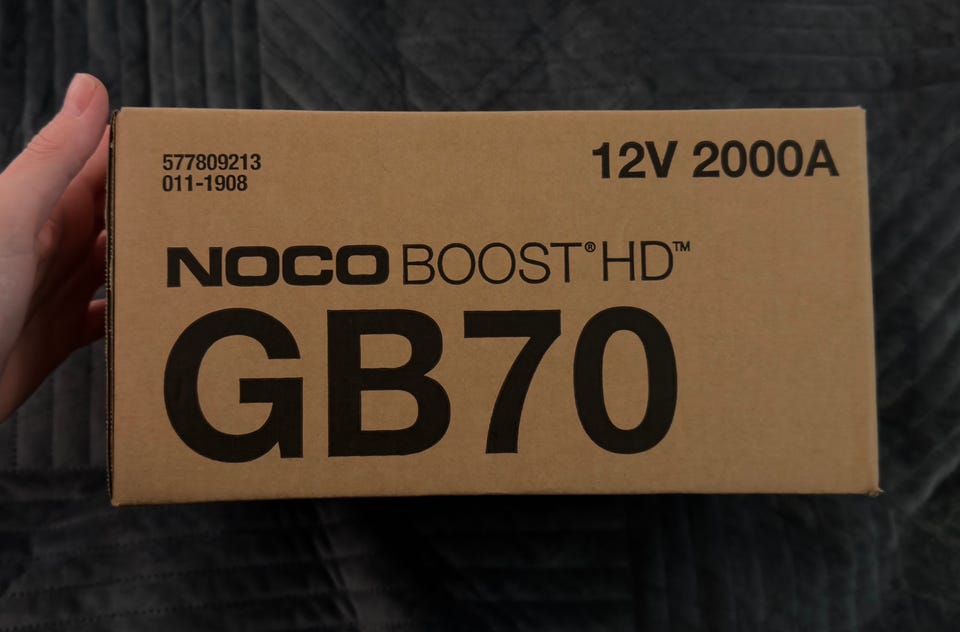 577809213
011-1908
12V 2000A
NOCO BOOST® HD™
GB70